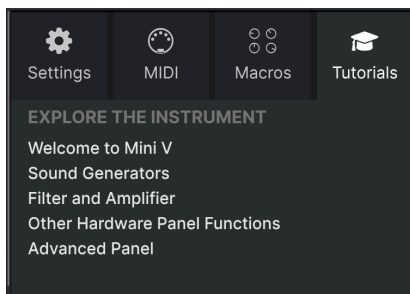 Settings MIDI Macros Tutorials
EXPLORE THE INSTRUMENT
Welcome to Mini V
Sound Generators
Filter and Amplifier
Other Hardware Panel Functions
Advanced Panel